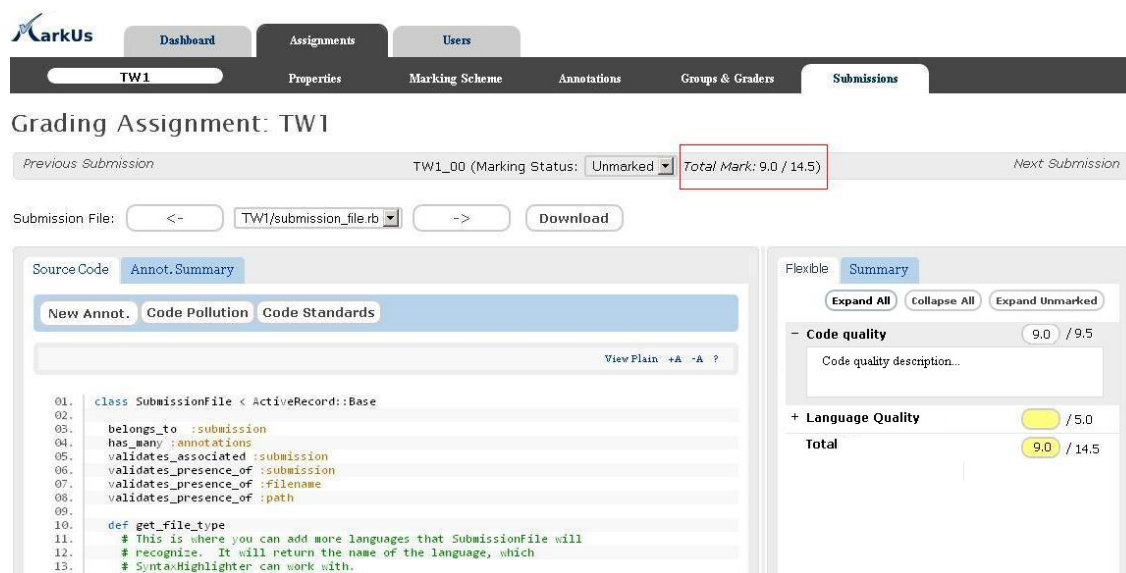 MarkUs
Dashboard Assignments Users
TW1 Properties Marking Scheme Annotations Groups & Graders Submissions
Grading Assignment: TW1
Previous Submission TW1_00 (Marking Status: Unmarked Total Mark: 9.0 / 14.5) Next Submission
Submission File: <- TW1/submission_file.rb -> Download
Source Code Annot. Summary
New Annot. Code Pollution Code Standards
View Plain +A -A ?
01. class SubmissionFile < ActiveRecord::Base
02.
03. belongs_to :submission
04. has_many :annotations
05. validates_associated :submission
06. validates_presence_of :submission
07. validates_presence_of :filename
08. validates_presence_of :path
09.
10. def get_file_type
11. # This is where you can add more languages that SubmissionFile will
12. # recognize. It will return the name of the language, which
13. # SyntaxHighlighter can work with.
Flexible Summary
Expand All Collapse All Expand Unmarked
- Code quality 9.0 / 9.5
Code quality description...
+ Language Quality / 5.0
Total 9.0 / 14.5